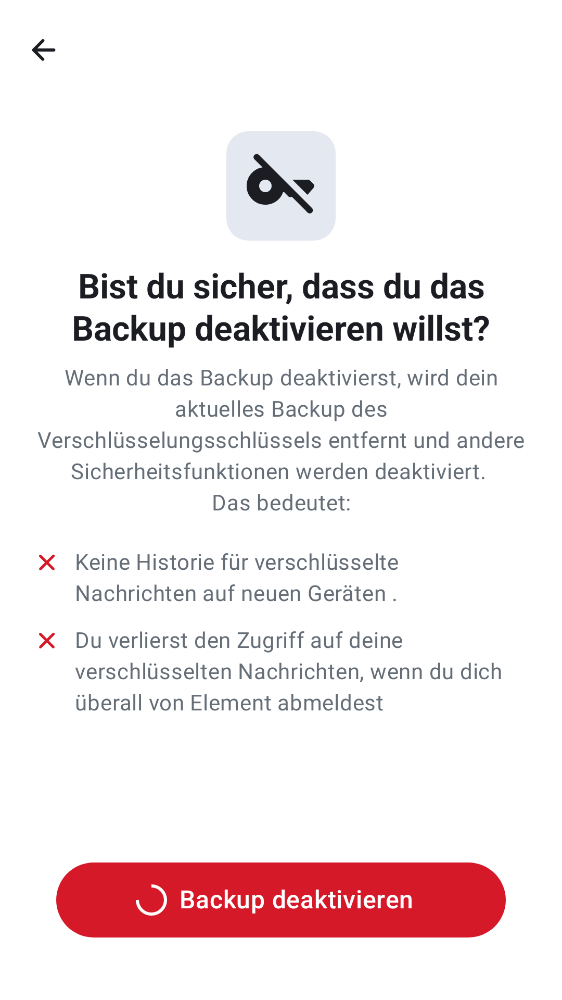 Bist du sicher, dass du das
Backup deaktivieren willst?
Wenn du das Backup deaktivierst, wird dein
aktuelles Backup des
Verschlüsselungsschlüssels entfernt und andere
Sicherheitsfunktionen werden deaktiviert.
Das bedeutet:
Keine Historie für verschlüsselte
Nachrichten auf neuen Geräten .
Du verlierst den Zugriff auf deine
verschlüsselten Nachrichten, wenn du dich
überall von Element abmeldest
Backup deaktivieren